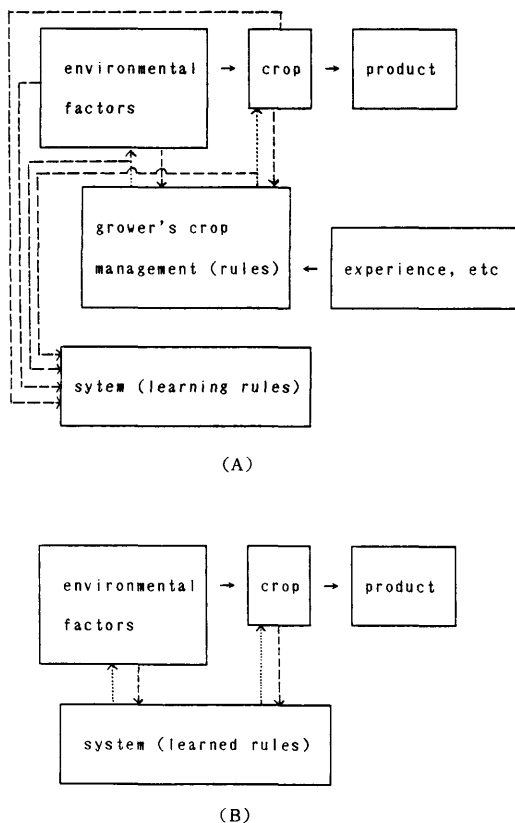 environmental
factors
crop
product
grower's crop
management (rules)
experience, etc
sytem (learning rules)
(A)
environmental
factors
crop
product
system (learned rules)
(B)